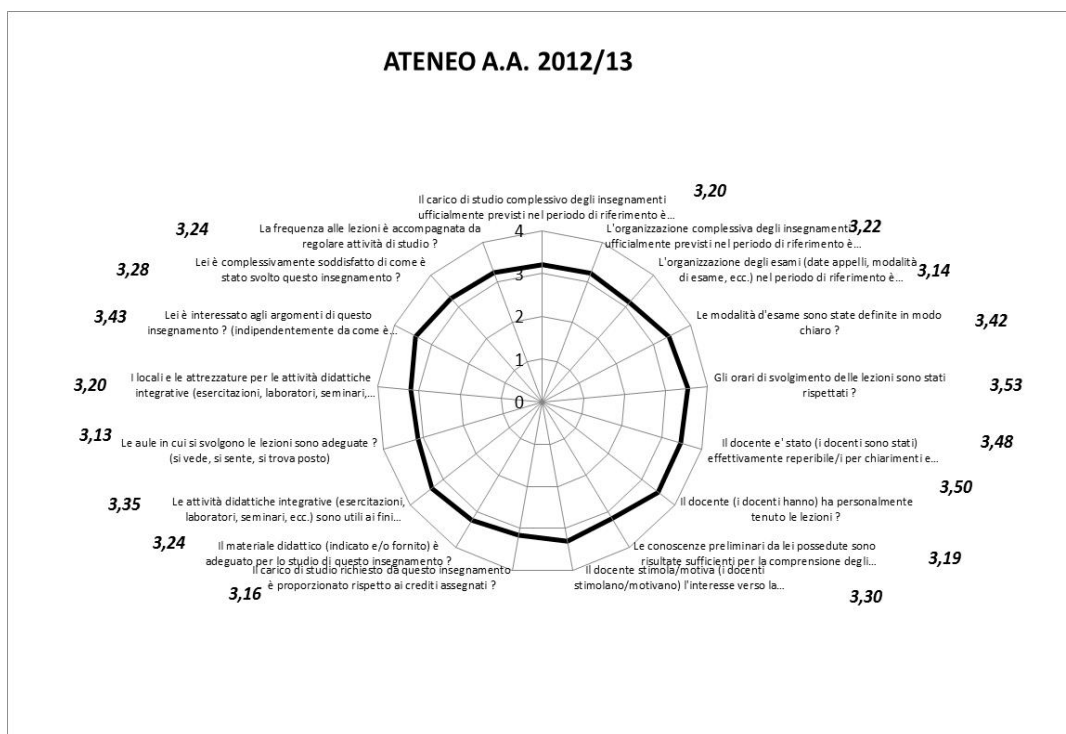 ATENEO A.A. 2012/13
Il carico di studio complessivo degli insegnamenti
ufficialmente previsti nel periodo di riferimento è...
3,20
L'organizzazione complessiva degli insegnamenti
ufficialmente previsti nel periodo di riferimento è...
3,22
L'organizzazione degli esami (date appelli, modalità
di esame, ecc.) nel periodo di riferimento è...
3,14
Le modalità d'esame sono state definite in modo
chiaro ?
3,42
Gli orari di svolgimento delle lezioni sono stati
rispettati ?
3,53
Il docente e' stato (i docenti sono stati)
effettivamente reperibile/i per chiarimenti e...
3,48
Il docente (i docenti hanno) ha personalmente
tenuto le lezioni ?
3,50
Le conoscenze preliminari da lei possedute sono
risultate sufficienti per la comprensione degli...
3,19
Il docente stimola/motiva (i docenti
stimolano/motivano) l'interesse verso la...
3,30
Il carico di studio richiesto da questo insegnamento
è proporzionato rispetto ai crediti assegnati ?
3,16
Il materiale didattico (indicato e/o fornito) è
adeguato per lo studio di questo insegnamento ?
3,24
Le attività didattiche integrative (esercitazioni,
laboratori, seminari, ecc.) sono utili ai fini...
3,35
Le aule in cui si svolgono le lezioni sono adeguate ?
(si vede, si sente, si trova posto)
3,13
I locali e le attrezzature per le attività didattiche
integrative (esercitazioni, laboratori, seminari,...
3,20
Lei è interessato agli argomenti di questo
insegnamento ? (indipendentemente da come è...
3,43
Lei è complessivamente soddisfatto di come è
stato svolto questo insegnamento ?
3,28
La frequenza alle lezioni è accompagnata da
regolare attività di studio ?
3,24
4
3
2
1
0